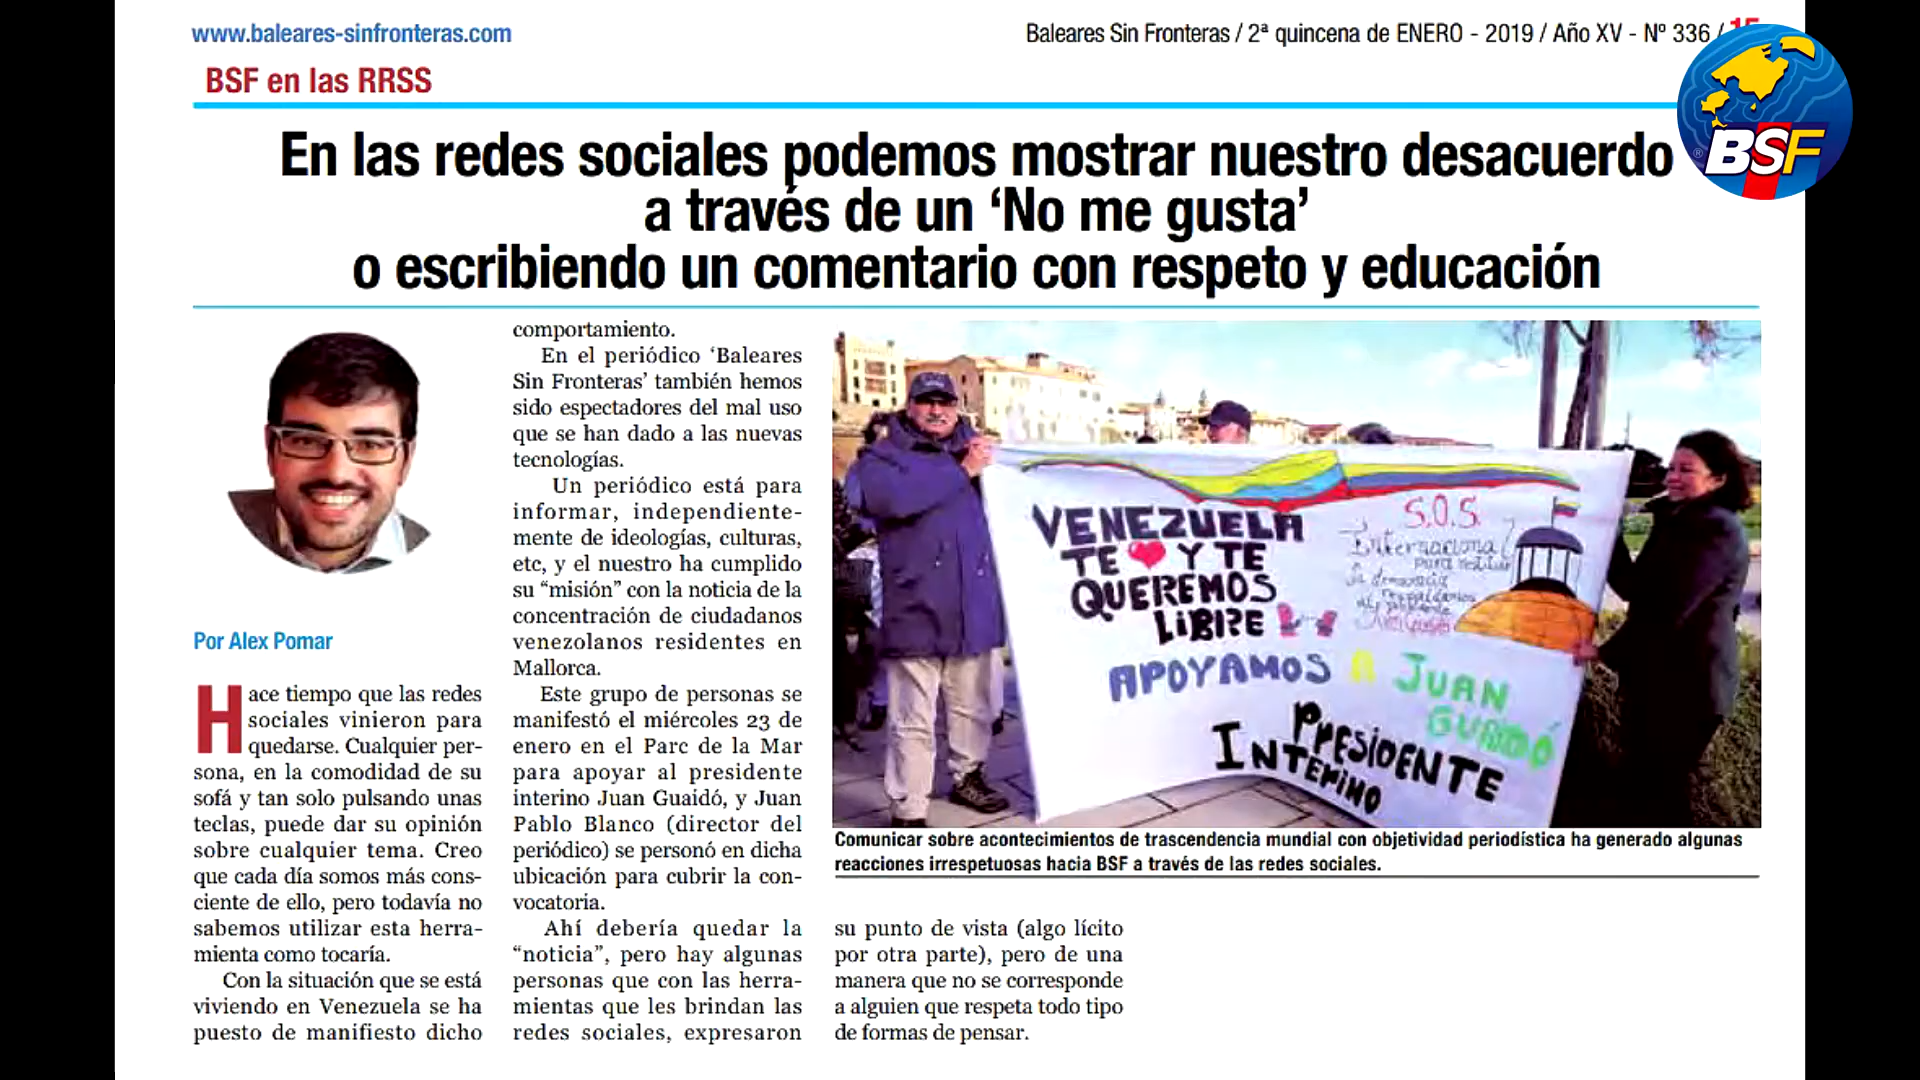 www.baleares-sinfronteras.com
Baleares Sin Fronteras / 2ª quincena de ENERO - 2019 / Año XV - Nº 336 /
BSF
BSF en las RRSS
En las redes sociales podemos mostrar nuestro desacuerdo
a través de un ‘No me gusta’
o escribiendo un comentario con respeto y educación
Por Alex Pomar
Hace tiempo que las redes
sociales vinieron para
quedarse. Cualquier per-
sona, en la comodidad de su
sofá y tan solo pulsando unas
teclas, puede dar su opinión
sobre cualquier tema. Creo
que cada día somos más cons-
ciente de ello, pero todavía no
sabemos utilizar esta herra-
mienta como tocaría.
Con la situación que se está
viviendo en Venezuela se ha
puesto de manifiesto dicho
comportamiento.
En el periódico ‘Baleares
Sin Fronteras’ también hemos
sido espectadores del mal uso
que se han dado a las nuevas
tecnologías.
Un periódico está para
informar, independiente-
mente de ideologías, culturas,
etc, y el nuestro ha cumplido
su “misión” con la noticia de la
concentración de ciudadanos
venezolanos residentes en
Mallorca.
Este grupo de personas se
manifestó el miércoles 23 de
enero en el Parc de la Mar
para apoyar al presidente
interino Juan Guaidó, y Juan
Pablo Blanco (director del
periódico) se personó en dicha
ubicación para cubrir la con-
vocatoria.
Ahí debería quedar la
“noticia”, pero hay algunas
personas que con las herra-
mientas que les brindan las
redes sociales, expresaron
VENEZUELA
TE Y TE
QUEREMOS
LIBRE
S.O.S.
Internacional
para restituir
la democracia
APOYAMOS A JUAN
GUAIDÓ
PRESIDENTE
INTERINO
Comunicar sobre acontecimientos de trascendencia mundial con objetividad periodística ha generado algunas
reacciones irrespetuosas hacia BSF a través de las redes sociales.
su punto de vista (algo lícito
por otra parte), pero de una
manera que no se corresponde
a alguien que respeta todo tipo
de formas de pensar.